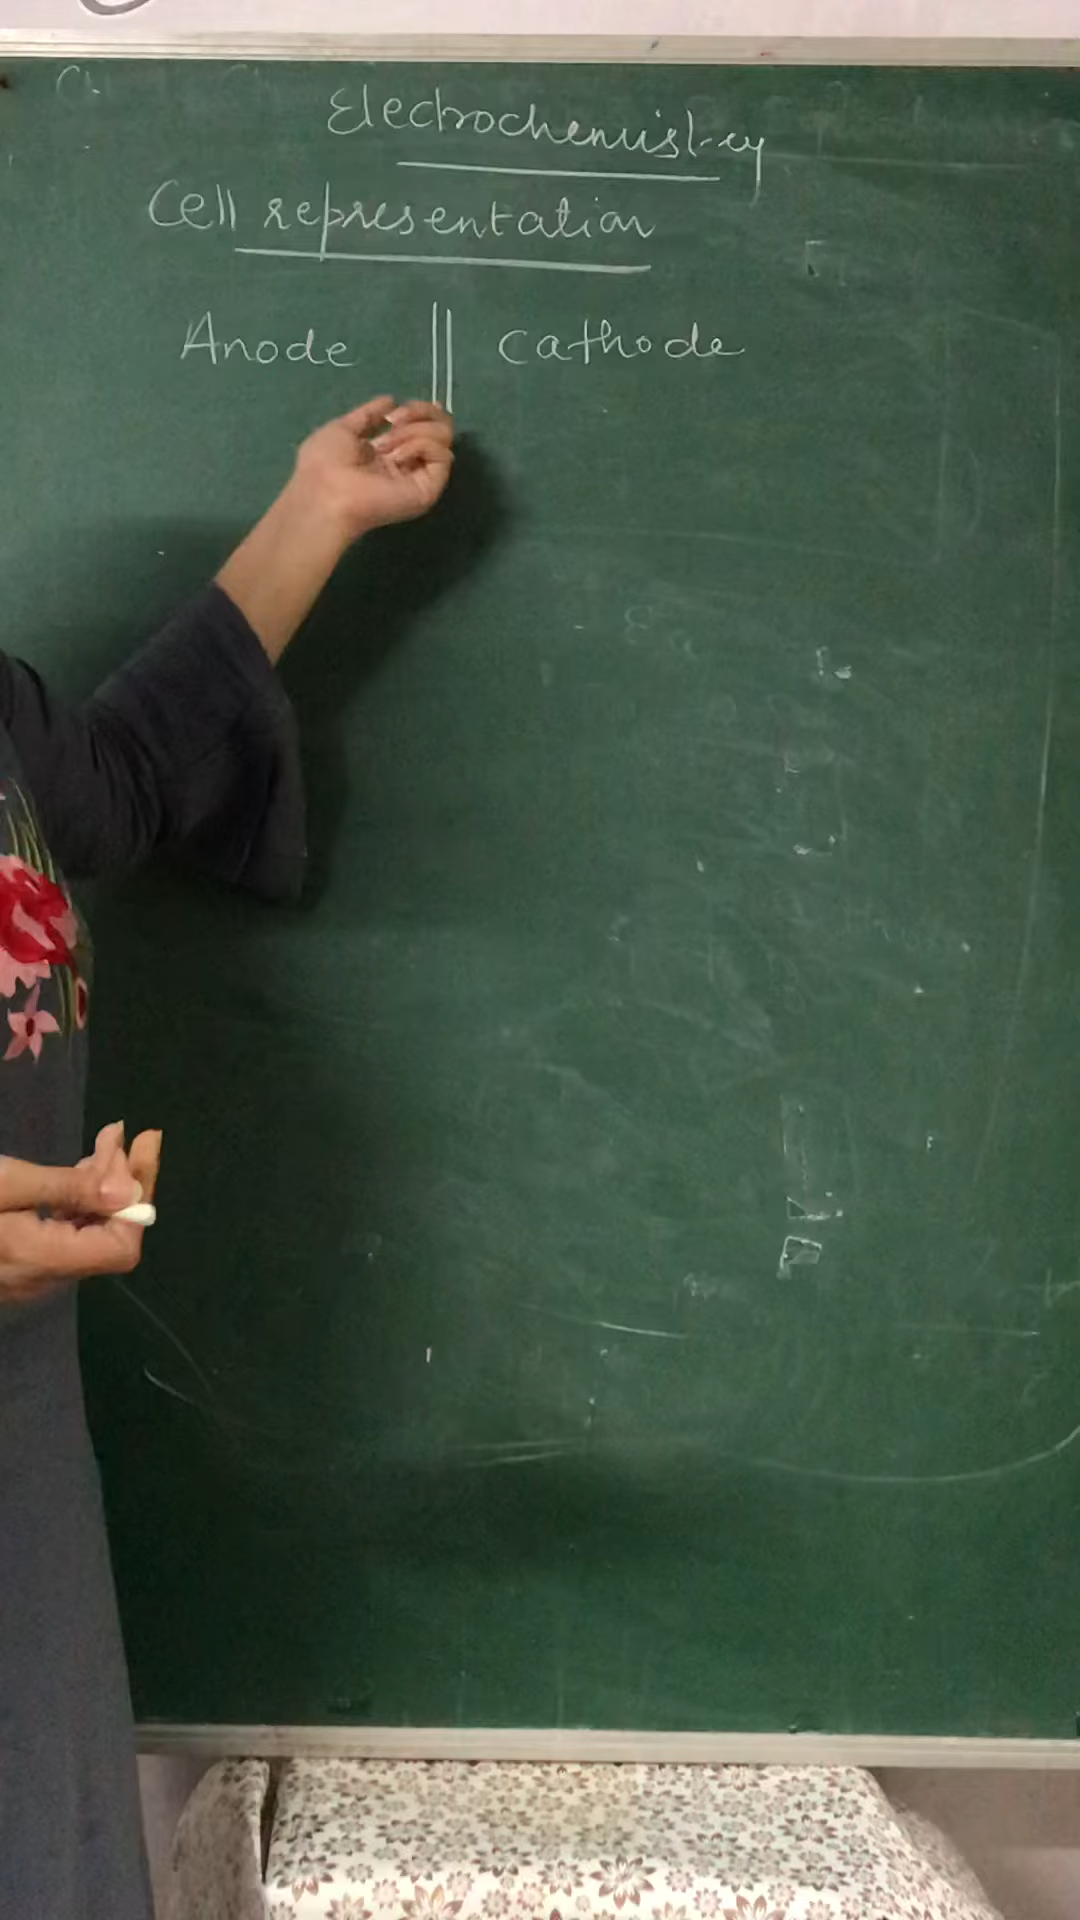 Electrochemistry
Cell representation
Anode || Cathode